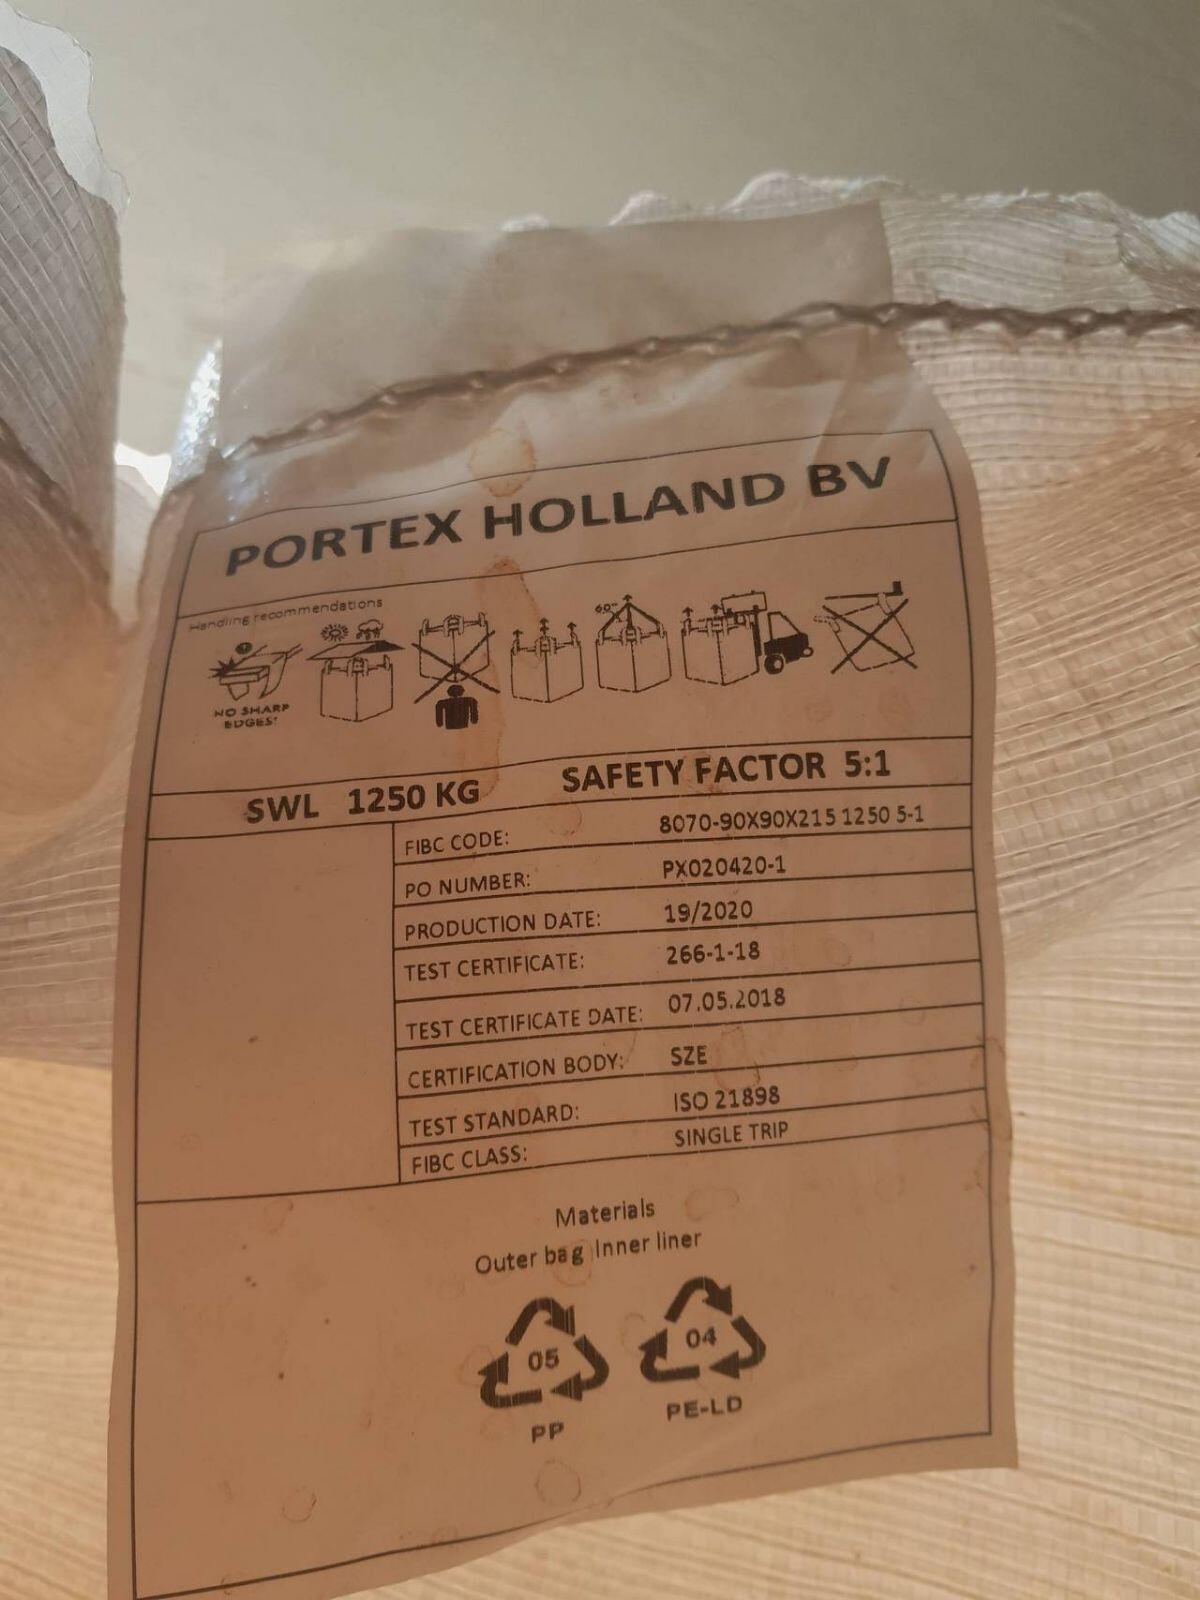 PORTEX HOLLAND BV
Handling recommendations
60°
NO SHARP
EDGES!
SWL 1250 KG SAFETY FACTOR 5:1
FIBC CODE: 8070-90X90X215 1250 5-1
PO NUMBER: PX020420-1
PRODUCTION DATE: 19/2020
TEST CERTIFICATE: 266-1-18
TEST CERTIFICATE DATE: 07.05.2018
CERTIFICATION BODY: SZE
TEST STANDARD: ISO 21898
FIBC CLASS: SINGLE TRIP
Materials
Outer bag Inner liner
05 04
PP PE-LD